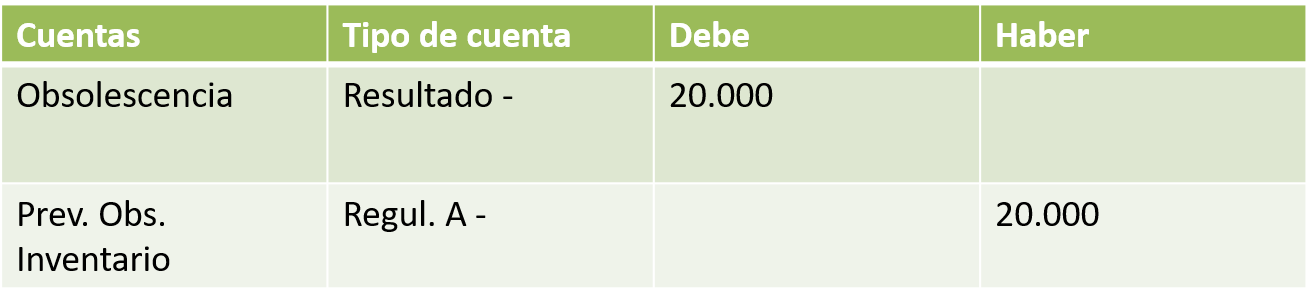 Cuentas Tipo de cuenta Debe Haber
Obsolescencia Resultado - 20.000
Prev. Obs. Regul. A - 20.000
Inventario